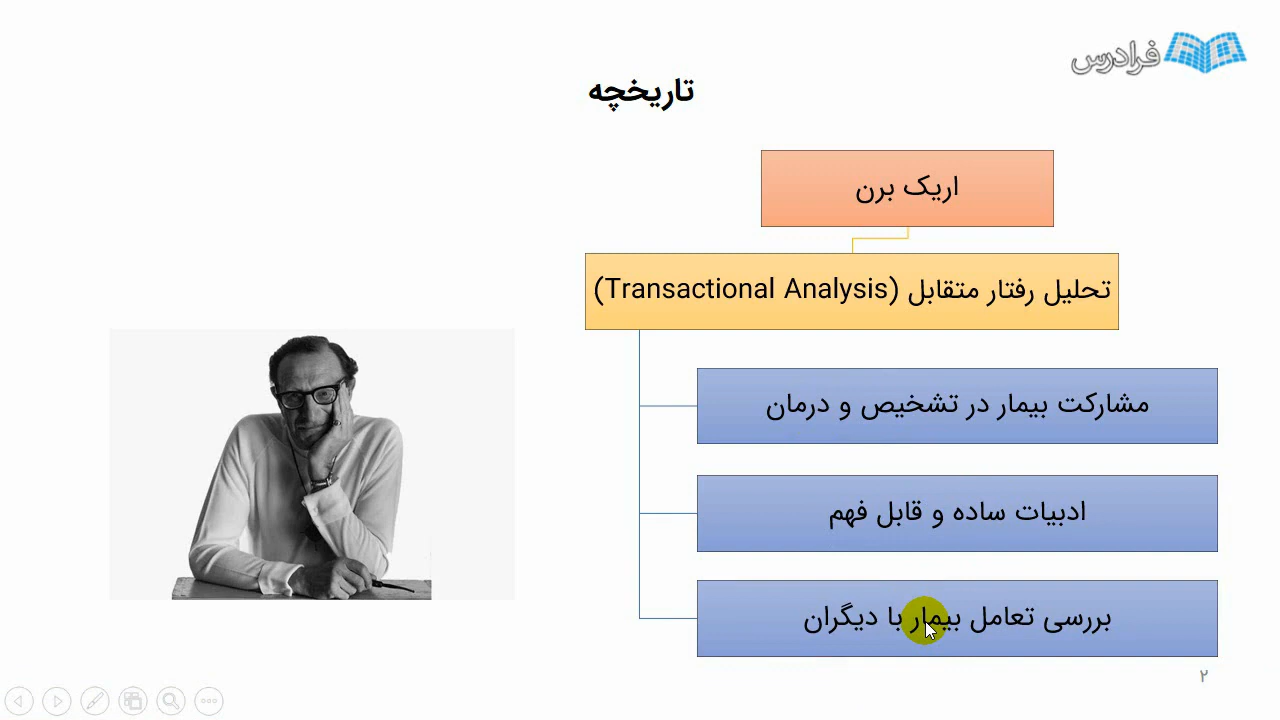 فرادرس
تاریخچه
اریک برن
تحلیل رفتار متقابل (Transactional Analysis)
مشارکت بیمار در تشخیص و درمان
ادبیات ساده و قابل فهم
بررسی تعامل بیمار با دیگران
۲